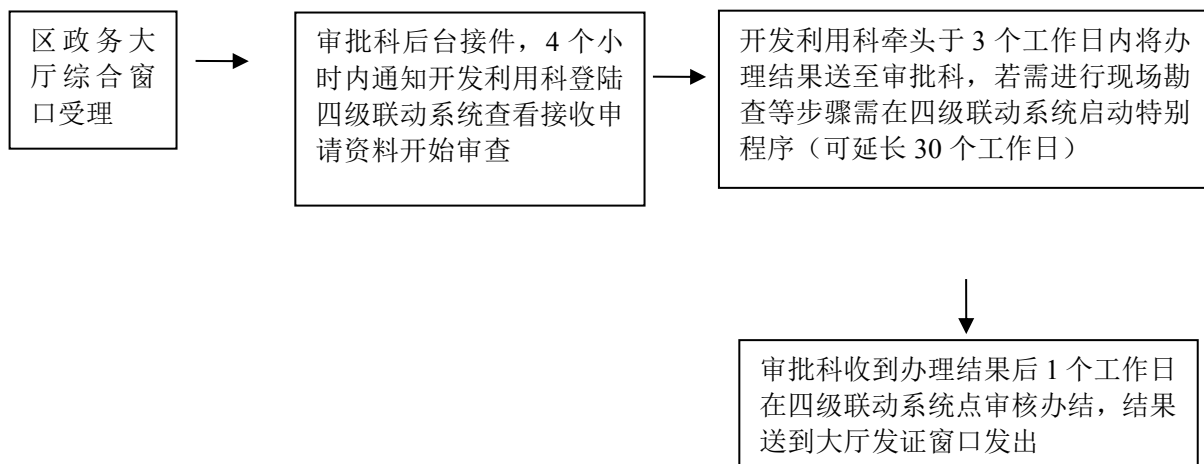 区政务大
厅综合窗
口受理
审批科后台接件，4 个小
时内通知开发利用科登陆
四级联动系统查看接收申
请资料开始审查
开发利用科牵头于 3 个工作日内将办
理结果送至审批科，若需进行现场勘
查等步骤需在四级联动系统启动特别
程序（可延长 30 个工作日）
审批科收到办理结果后 1 个工作日
在四级联动系统点审核办结，结果
送到大厅发证窗口发出